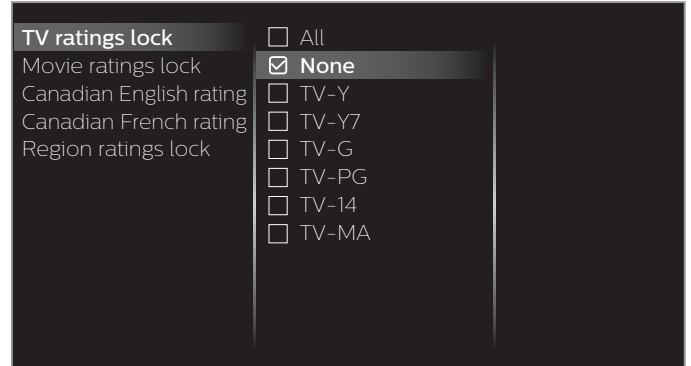 TV ratings lock
Movie ratings lock
Canadian English rating
Canadian French rating
Region ratings lock
All
None
TV-Y
TV-Y7
TV-G
TV-PG
TV-14
TV-MA